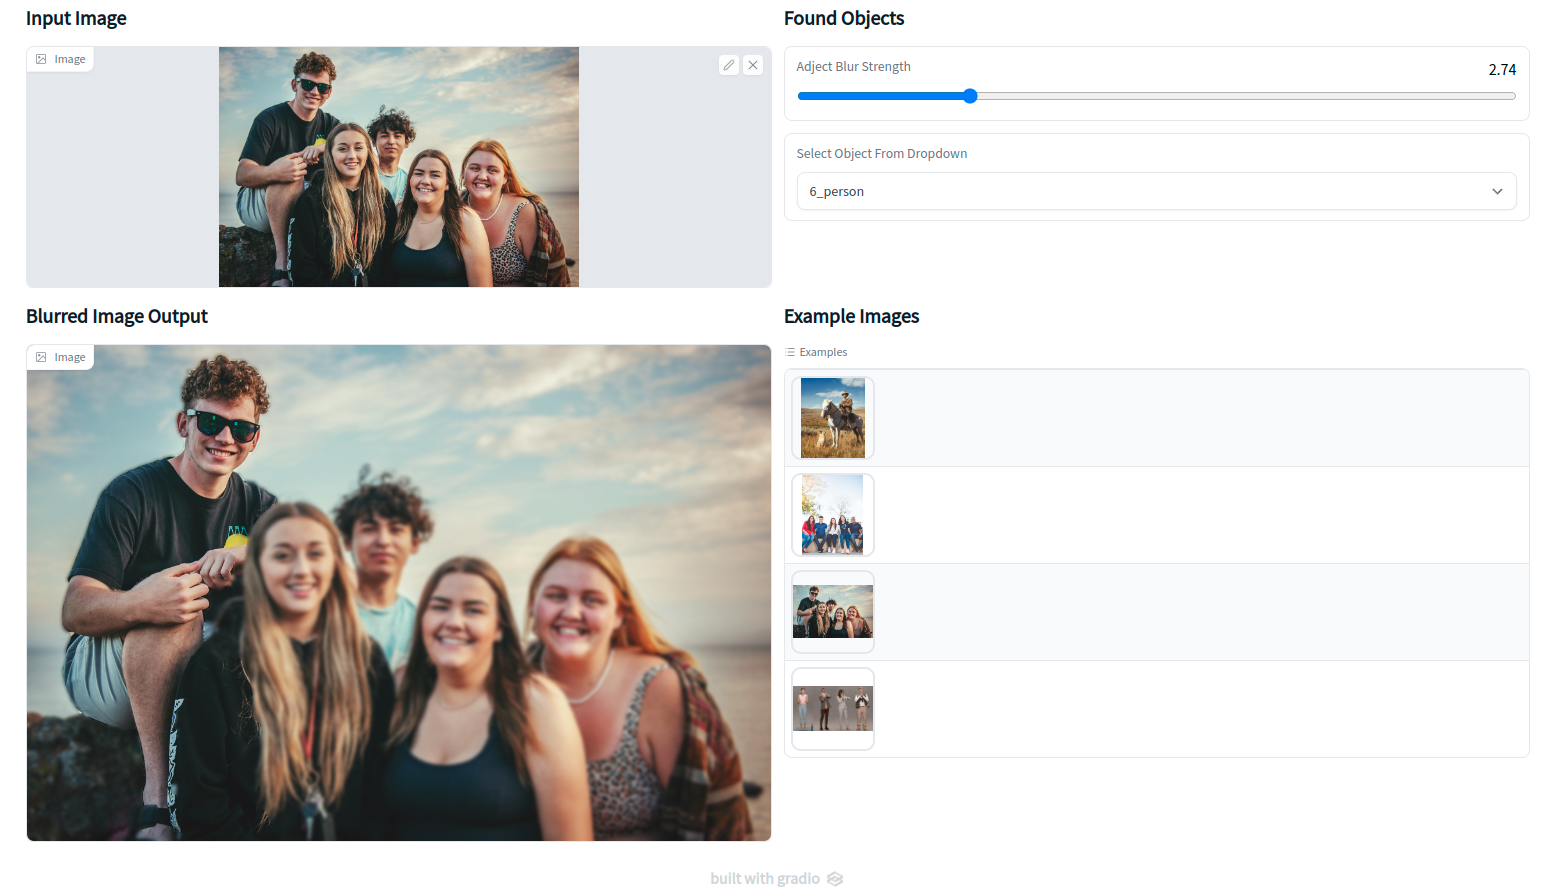 Input Image
Image
Found Objects
Adject Blur Strength
2.74
Select Object From Dropdown
6_person
Blurred Image Output
Image
Example Images
Examples
built with gradio